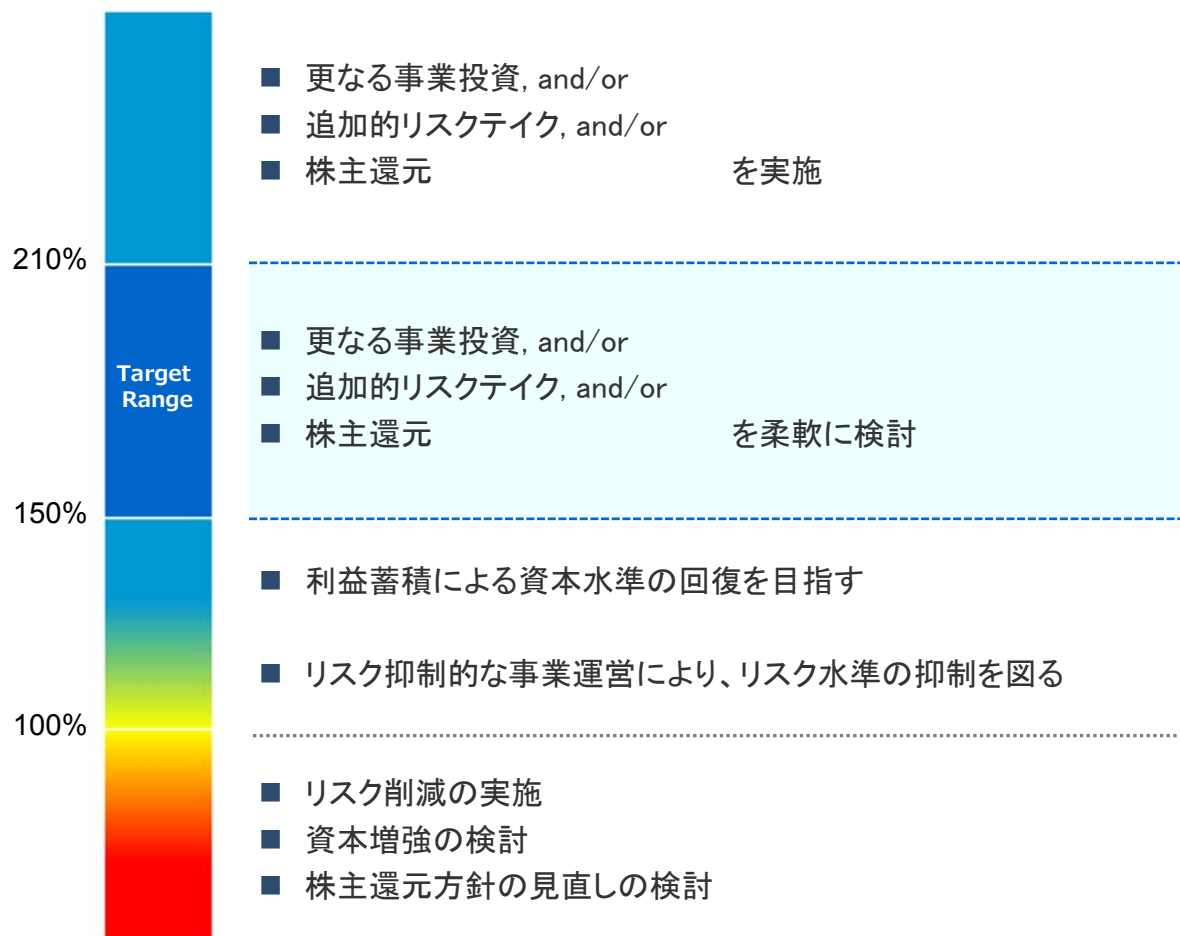 ■ 更なる事業投資, and/or
■ 追加的リスクテイク, and/or
■ 株主還元 を実施
210%
■ 更なる事業投資, and/or
Target
Range
■ 追加的リスクテイク, and/or
■ 株主還元 を柔軟に検討
150%
■ 利益蓄積による資本水準の回復を目指す
■ リスク抑制的な事業運営により、リスク水準の抑制を図る
100%
■ リスク削減の実施
■ 資本増強の検討
■ 株主還元方針の見直しの検討